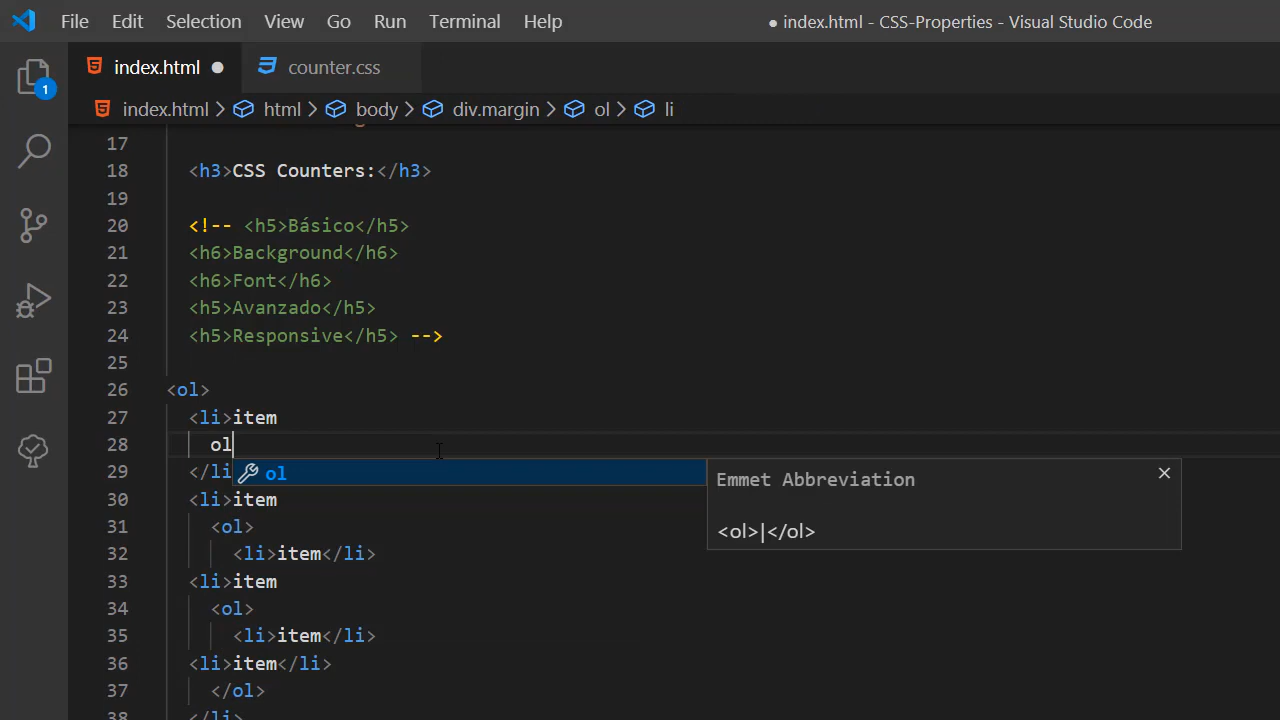 File Edit Selection View Go Run Terminal Help ● index.html - CSS-Properties - Visual Studio Code
index.html ● counter.css
1
index.html > html > body > div.margin > ol > li
17
18 <h3>CSS Counters:</h3>
19
20 <!-- <h5>Básico</h5>
21 <h6>Background</h6>
22 <h6>Font</h6>
23 <h5>Avanzado</h5>
24 <h5>Responsive</h5> -->
25
26 <ol>
27 <li>item
28 ol
29 </li
ol
Emmet Abbreviation
<ol>|</ol>
30 <li>item
31 <ol>
32 <li>item</li>
33 <li>item
34 <ol>
35 <li>item</li>
36 <li>item</li>
37 </ol>
38 </li>